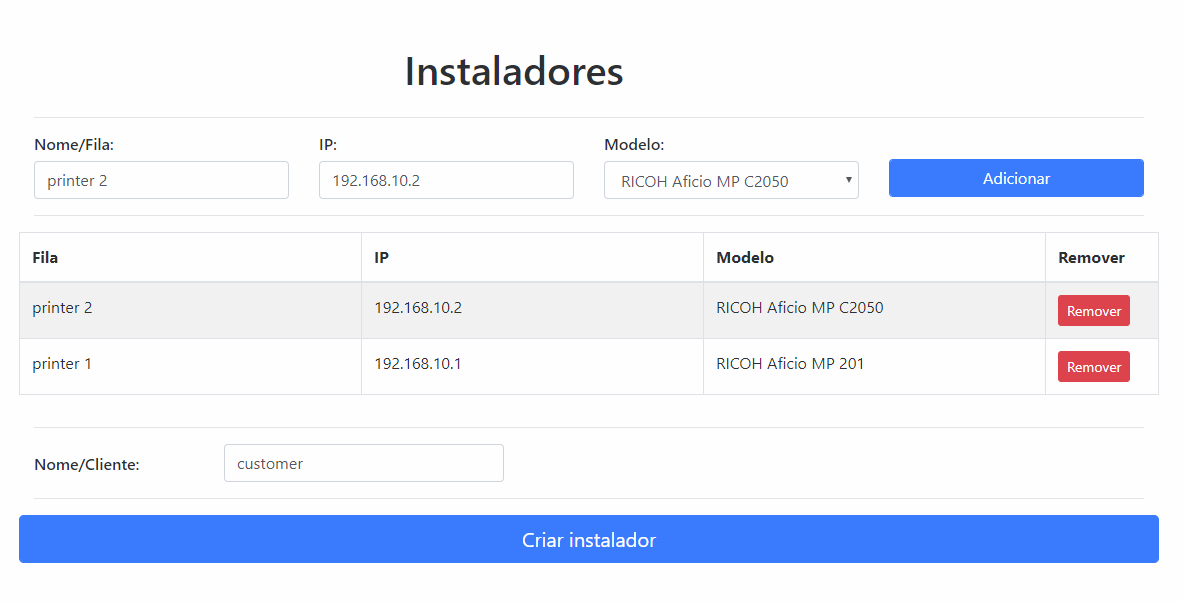 Instaladores
Nome/Fila: IP: Modelo:
printer 2 192.168.10.2 RICOH Aficio MP C2050 Adicionar
Fila IP Modelo Remover
printer 2 192.168.10.2 RICOH Aficio MP C2050 Remover
printer 1 192.168.10.1 RICOH Aficio MP 201 Remover
Nome/Cliente: customer
Criar instalador